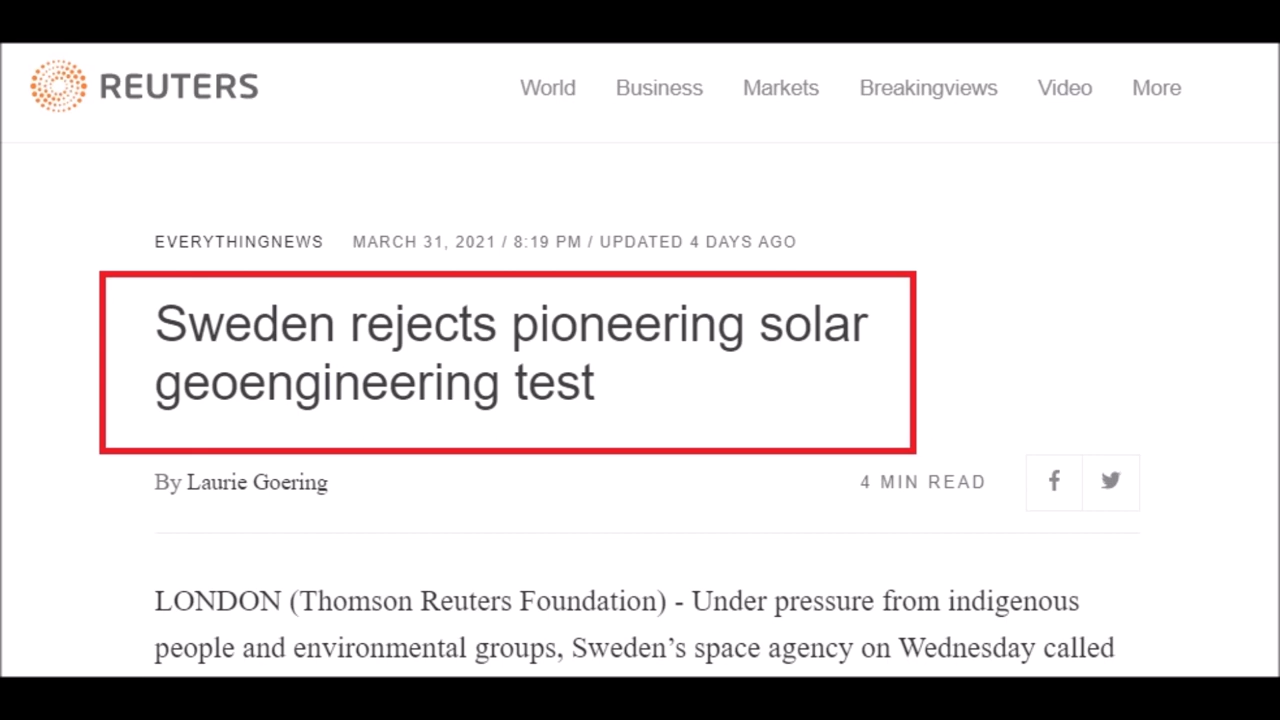 REUTERS
World Business Markets Breakingviews Video More
EVERYTHINGNEWS MARCH 31, 2021 / 8:19 PM / UPDATED 4 DAYS AGO
Sweden rejects pioneering solar
geoengineering test
By Laurie Goering 4 MIN READ
LONDON (Thomson Reuters Foundation) - Under pressure from indigenous
people and environmental groups, Sweden’s space agency on Wednesday called